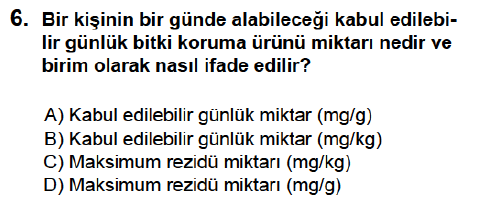 6. Bir kişinin bir günde alabileceği kabul edilebi-
lir günlük bitki koruma ürünü miktarı nedir ve
birim olarak nasıl ifade edilir?
A) Kabul edilebilir günlük miktar (mg/g)
B) Kabul edilebilir günlük miktar (mg/kg)
C) Maksimum rezidü miktarı (mg/kg)
D) Maksimum rezidü miktarı (mg/g)